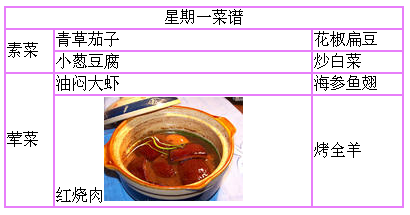 星期一菜谱
素菜 青草茄子 花椒扁豆
小葱豆腐 炒白菜
荤菜 油闷大虾 海参鱼翅
红烧肉 烤全羊